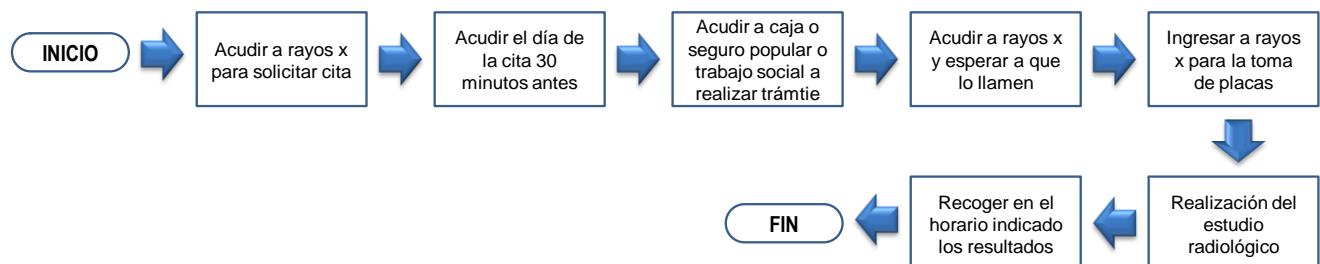 INICIO
Acudir a rayos x
para solicitar cita
Acudir el día de
la cita 30
minutos antes
Acudir a caja o
seguro popular o
trabajo social a
realizar trámtie
Acudir a rayos x
y esperar a que
lo llamen
Ingresar a rayos
x para la toma
de placas
Realización del
estudio
radiológico
Recoger en el
horario indicado
los resultados
FIN